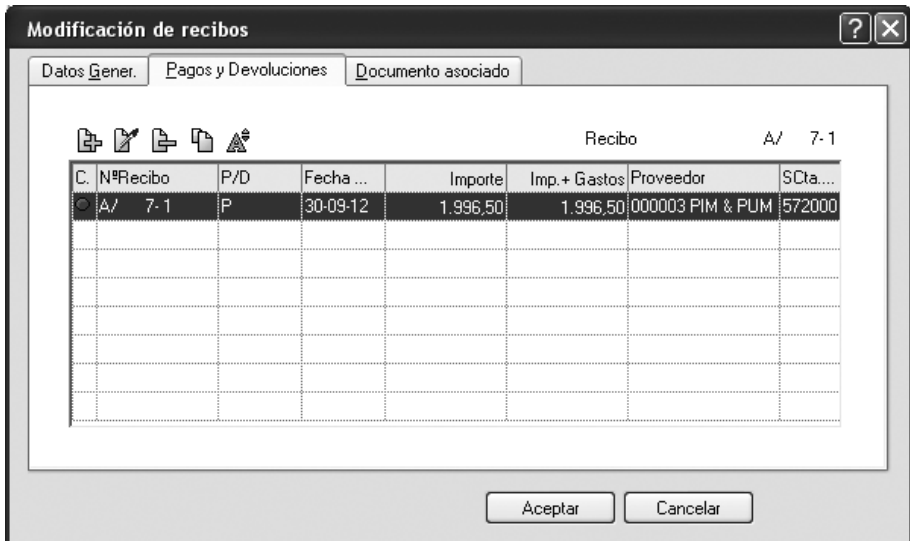 Modificación de recibos
Datos Gener. Pagos y Devoluciones Documento asociado
Recibo A/ 7- 1
C. NºRecibo P/D Fecha ... Importe Imp.+ Gastos Proveedor SCta....
A/ 7- 1 P 30-09-12 1.996,50 1.996,50 000003 PIM & PUM 572000
Aceptar Cancelar